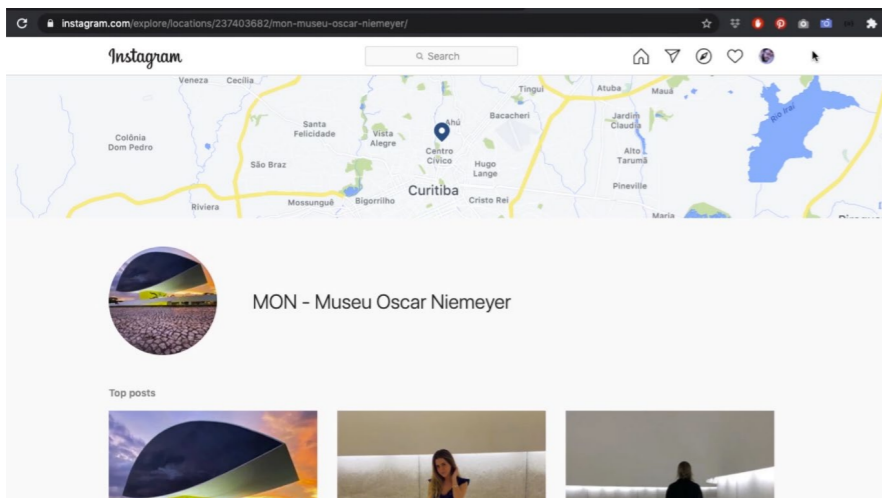 instagram.com/explore/locations/237403682/mon-museu-oscar-niemeyer/
Instagram
Search
Veneza
Cecília
Tingui
Atuba
Mauá
Colônia
Dom Pedro
Santa
Felicidade
Vista
Alegre
Ahú
Bacacheri
Jardim
Claudia
Rio Iraí
Centro
Cívico
São Braz
Hugo
Lange
Alto
Tarumã
Curitiba
Pineville
Riviera
Mossunguê
Bigorrilho
Cristo Rei
Maria
MON - Museu Oscar Niemeyer
Top posts